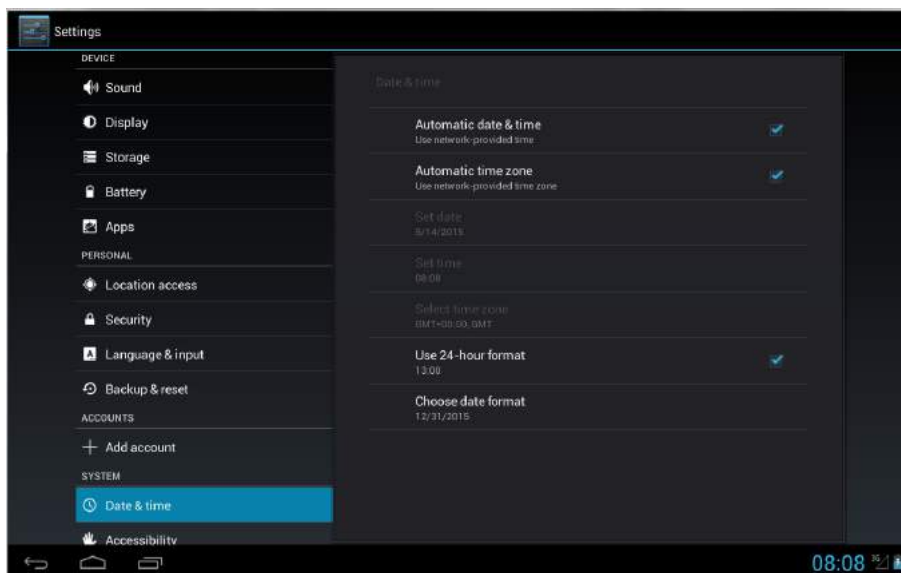 Settings
DEVICE
Sound
Display
Storage
Battery
Apps
PERSONAL
Location access
Security
Language & input
Backup & reset
ACCOUNTS
Add account
SYSTEM
Date & time
Accessibility
Date & time
Automatic date & time
Use network-provided time
Automatic time zone
Use network-provided time zone
Set date
8/14/2015
Set time
08:08
Select time zone
GMT+00:00, GMT
Use 24-hour format
13:00
Choose date format
12/31/2015
08:08